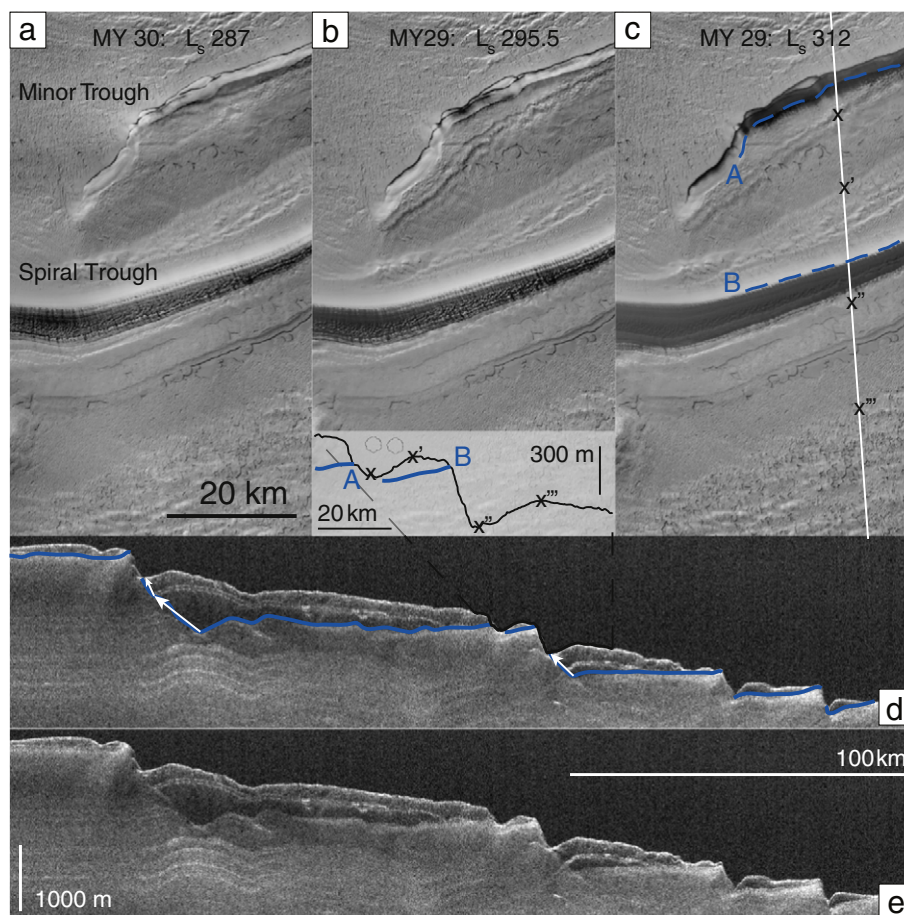 a
MY 30: Ls 287
b
MY29: Ls 295.5
c
MY 29: Ls 312
Minor Trough
x
A
x'
Spiral Trough
B
x''
x'''
20 km
A
x
x'
B
300 m
x''
x'''
20 km
d
100 km
1000 m
e